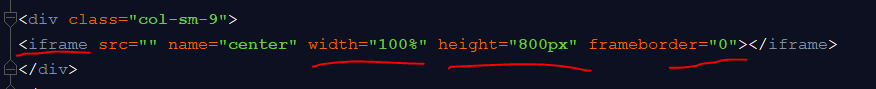 <div class="col-sm-9">
<iframe src="" name="center" width="100%" height="800px" frameborder="0"></iframe>
</div>